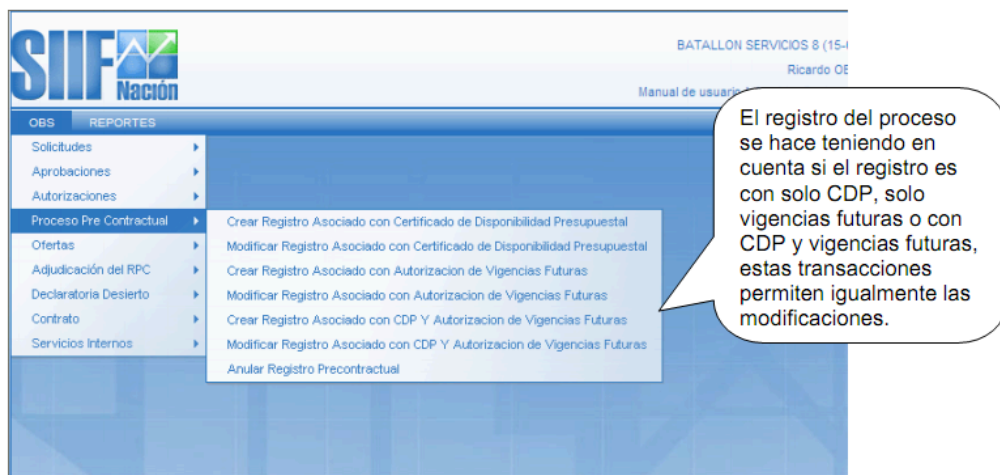 SIIF
Nación
BATALLON SERVICIOS 8 (15-
Ricardo
Manual de usuario
OBS REPORTES
Solicitudes
Aprobaciones
Autorizaciones
Proceso Pre Contractual
Ofertas
Adjudicación del RPC
Declaratoria Desierto
Contrato
Servicios Internos
Crear Registro Asociado con Certificado de Disponibilidad Presupuestal
Modificar Registro Asociado con Certificado de Disponibilidad Presupuestal
Crear Registro Asociado con Autorizacion de Vigencias Futuras
Modificar Registro Asociado con Autorizacion de Vigencias Futuras
Crear Registro Asociado con CDP Y Autorizacion de Vigencias Futuras
Modificar Registro Asociado con CDP Y Autorizacion de Vigencias Futuras
Anular Registro Precontractual
El registro del proceso
se hace teniendo en
cuenta si el registro es
con solo CDP, solo
vigencias futuras o con
CDP y vigencias futuras,
estas transacciones
permiten igualmente las
modificaciones.